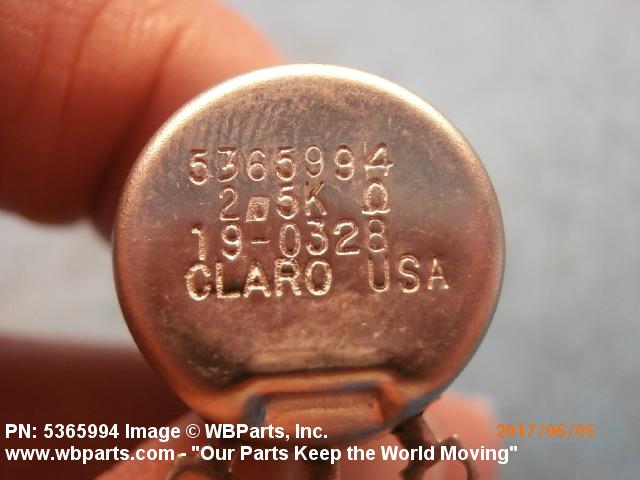 5365994
2.5K Ω
19-0328
CLARO USA
PN: 5365994 Image © WBParts, Inc.
2017/06/05
www.wbparts.com - "Our Parts Keep the World Moving"